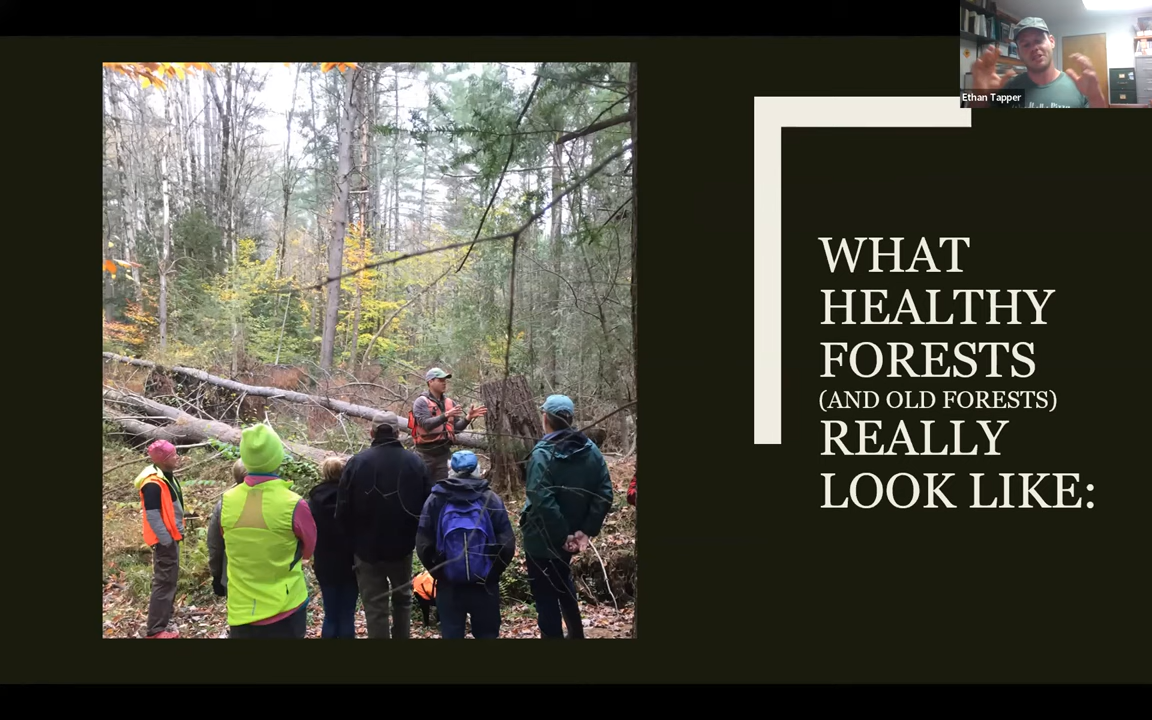 Ethan Tapper
WHAT
HEALTHY
FORESTS
(AND OLD FORESTS)
REALLY
LOOK LIKE: